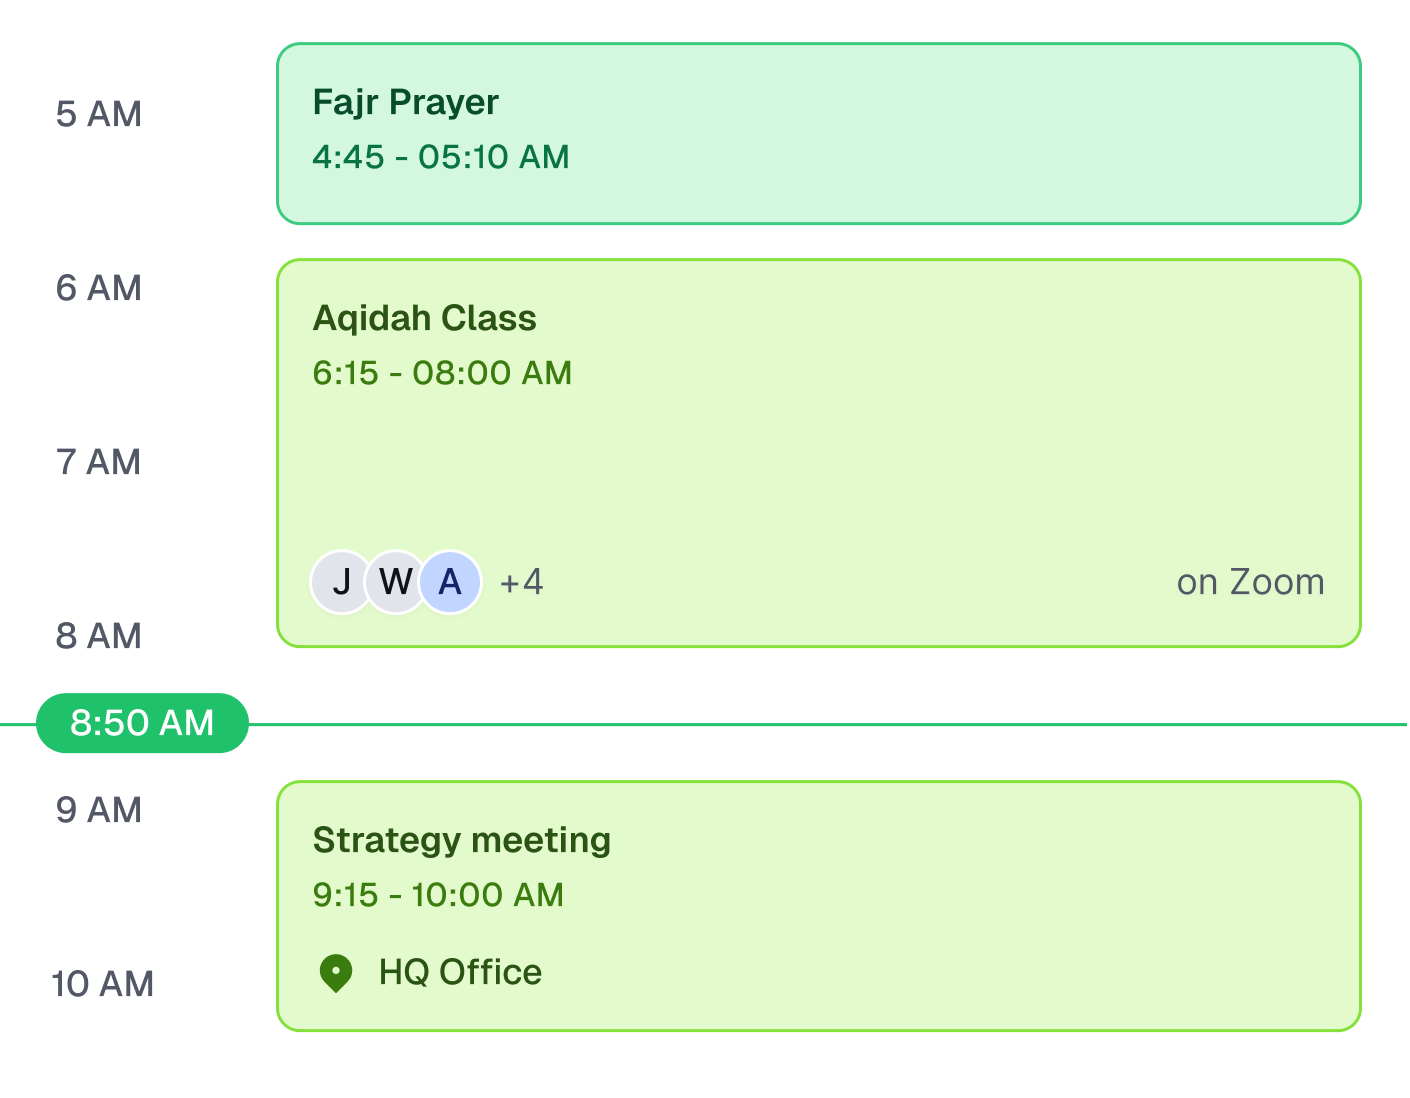 5 AM
Fajr Prayer
4:45 - 05:10 AM
6 AM
Aqidah Class
6:15 - 08:00 AM
7 AM
J W A +4
on Zoom
8 AM
8:50 AM
9 AM
Strategy meeting
9:15 - 10:00 AM
HQ Office
10 AM